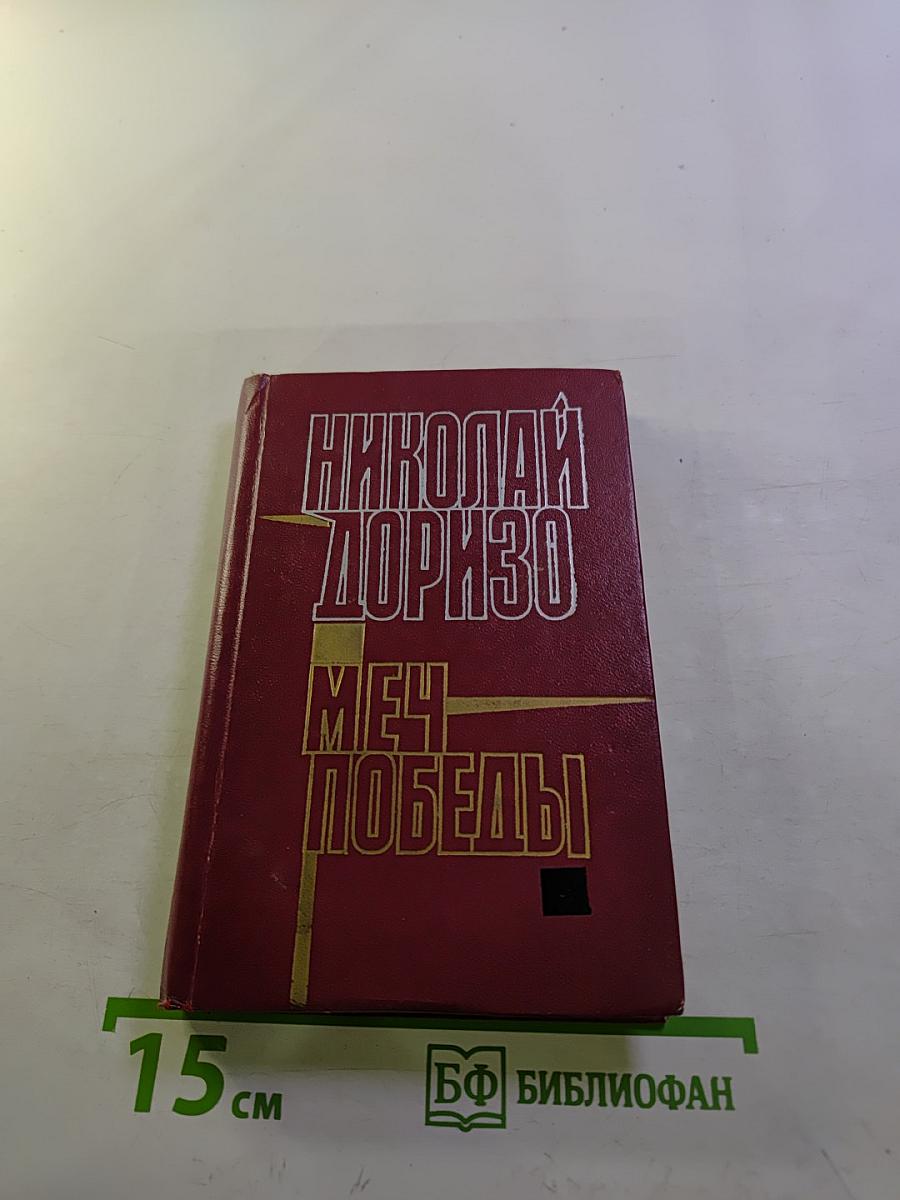 НИКОЛАЙ
ДОРИЗО
МЕЧ
ПОБЕДЫ
15 см
БФ БИБЛИОФАН